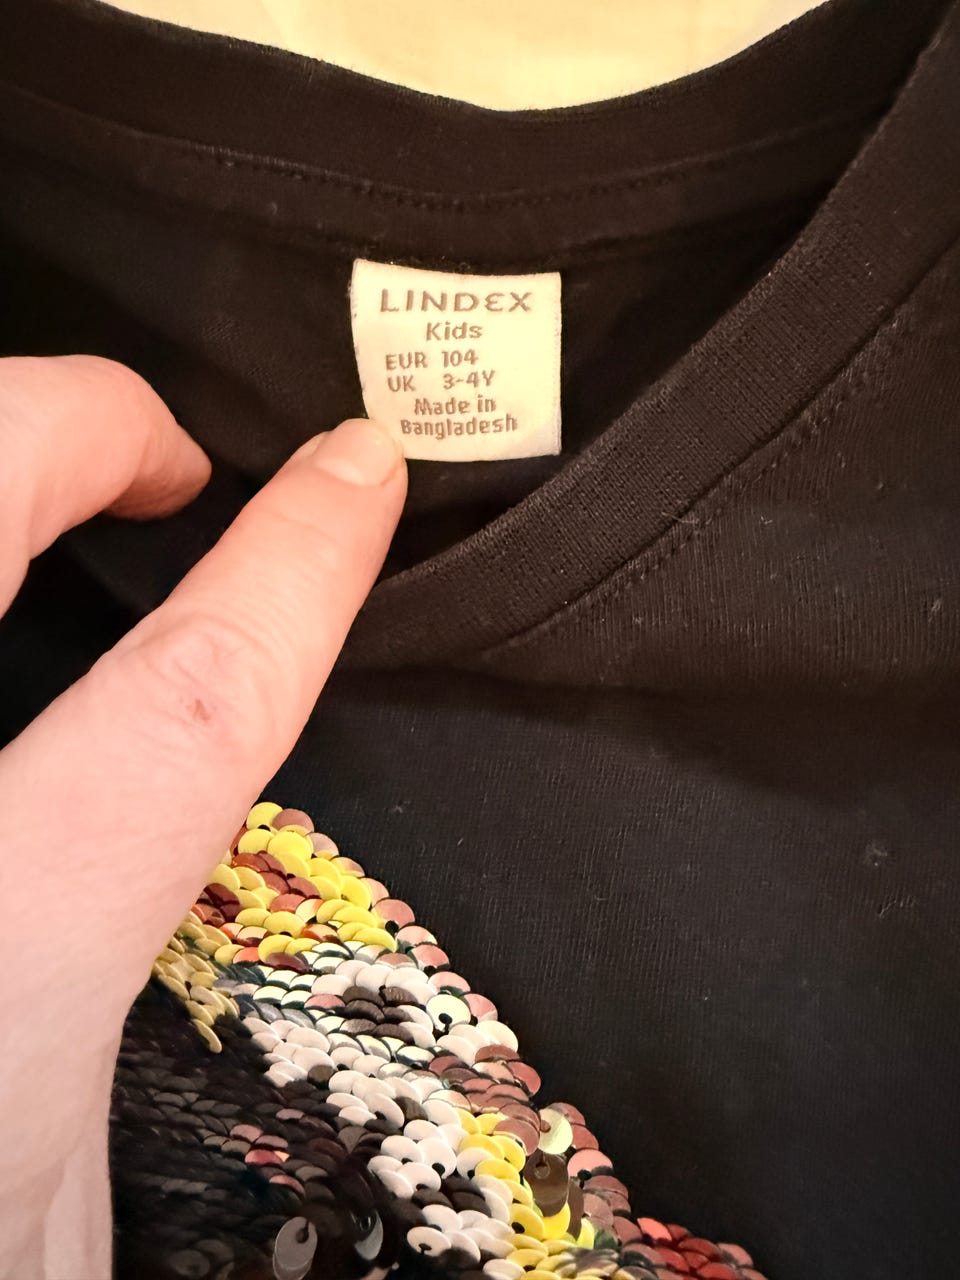 LINDEX
Kids
EUR 104
UK 3-4Y
Made in
Bangladesh